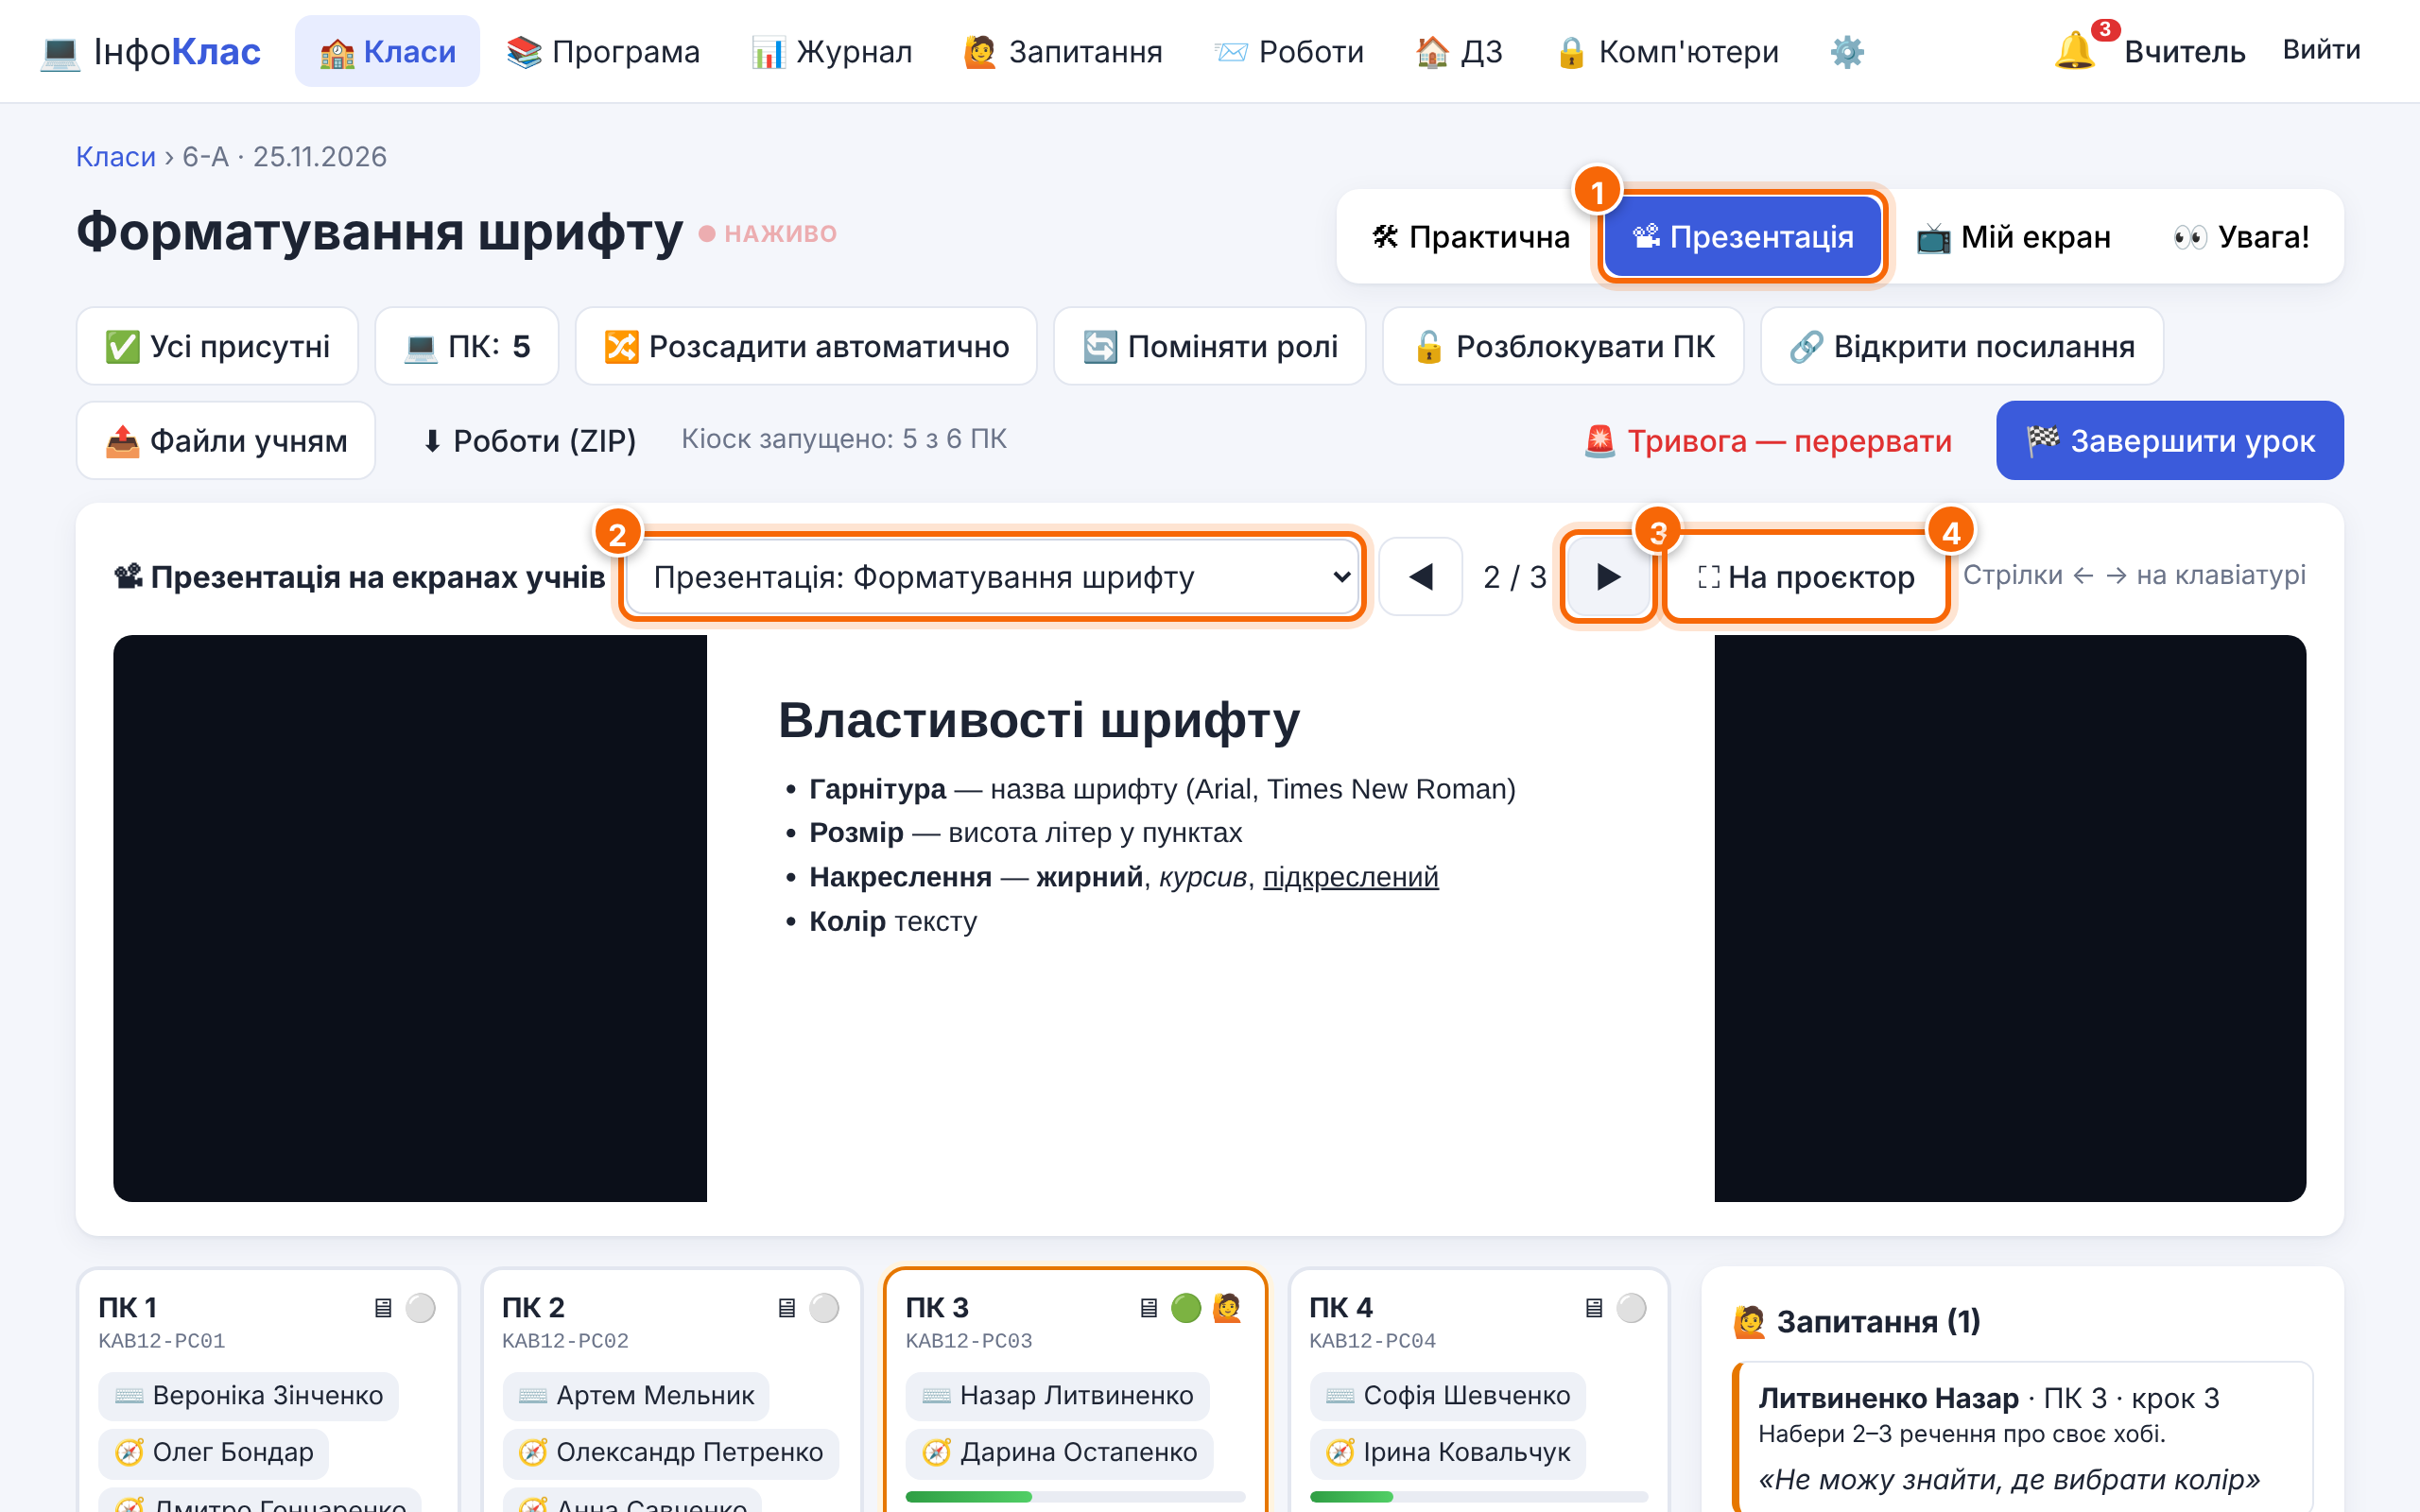 💻 ІнфоКлас 🏫 Класи 📚 Програма 📊 Журнал 🙋 Запитання 📨 Роботи 🏠 ДЗ 🔒 Комп'ютери ⚙️ 🔔 3 Вчитель Вийти
Класи › 6-А · 25.11.2026
Форматування шрифту ● НАЖИВО
1
🛠 Практична 📽 Презентація 📺 Мій екран 👀 Увага!
✅ Усі присутні 💻 ПК: 5 🔀 Розсадити автоматично 🔄 Поміняти ролі 🔓 Розблокувати ПК 🔗 Відкрити посилання
📤 Файли учням ⬇ Роботи (ZIP) Кіоск запущено: 5 з 6 ПК 🚨 Тривога — перервати 🏁 Завершити урок
2 3 4
📽 Презентація на екранах учнів Презентація: Форматування шрифту ◀ 2 / 3 ▶ ⛶ На проєктор Стрілки ← → на клавіатурі
Властивості шрифту
• Гарнітура — назва шрифту (Arial, Times New Roman)
• Розмір — висота літер у пунктах
• Накреслення — жирний, курсив, підкреслений
• Колір тексту
ПК 1
KAB12-PC01
⌨️ Вероніка Зінченко
🧭 Олег Бондар
🧭 Дмитро Гончаренко
ПК 2
KAB12-PC02
⌨️ Артем Мельник
🧭 Олександр Петренко
🧭 Анна Савченко
ПК 3
KAB12-PC03
⌨️ Назар Литвиненко
🧭 Дарина Остапенко
ПК 4
KAB12-PC04
⌨️ Софія Шевченко
🧭 Ірина Ковальчук
🙋 Запитання (1)
Литвиненко Назар · ПК 3 · крок 3
Набери 2–3 речення про своє хобі.
«Не можу знайти, де вибрати колір»